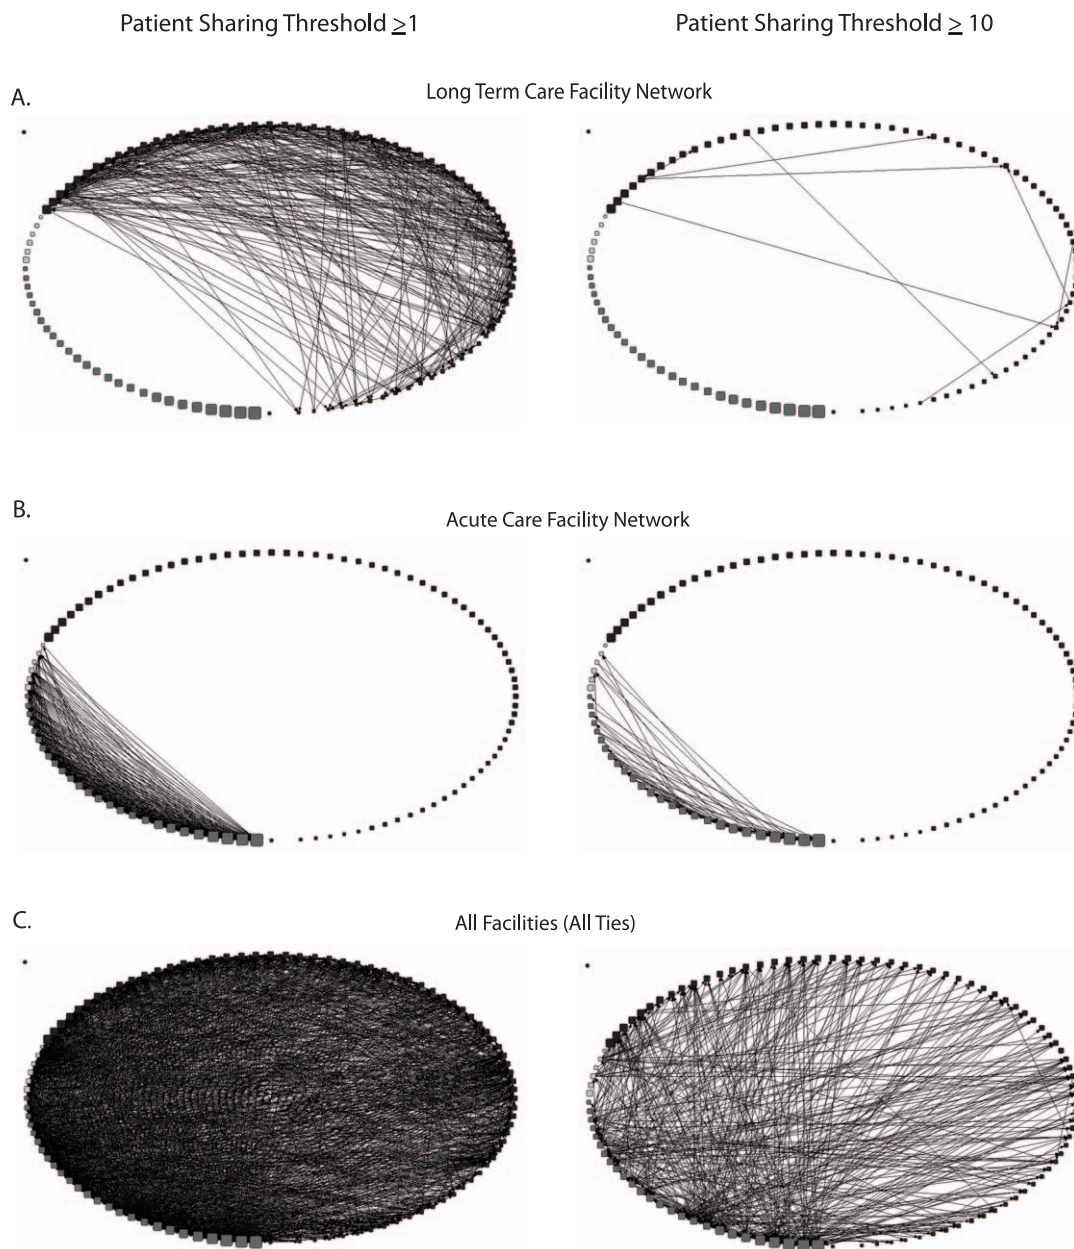 Patient Sharing Threshold ≥1
Patient Sharing Threshold ≥ 10
A.
Long Term Care Facility Network
B.
Acute Care Facility Network
C.
All Facilities (All Ties)